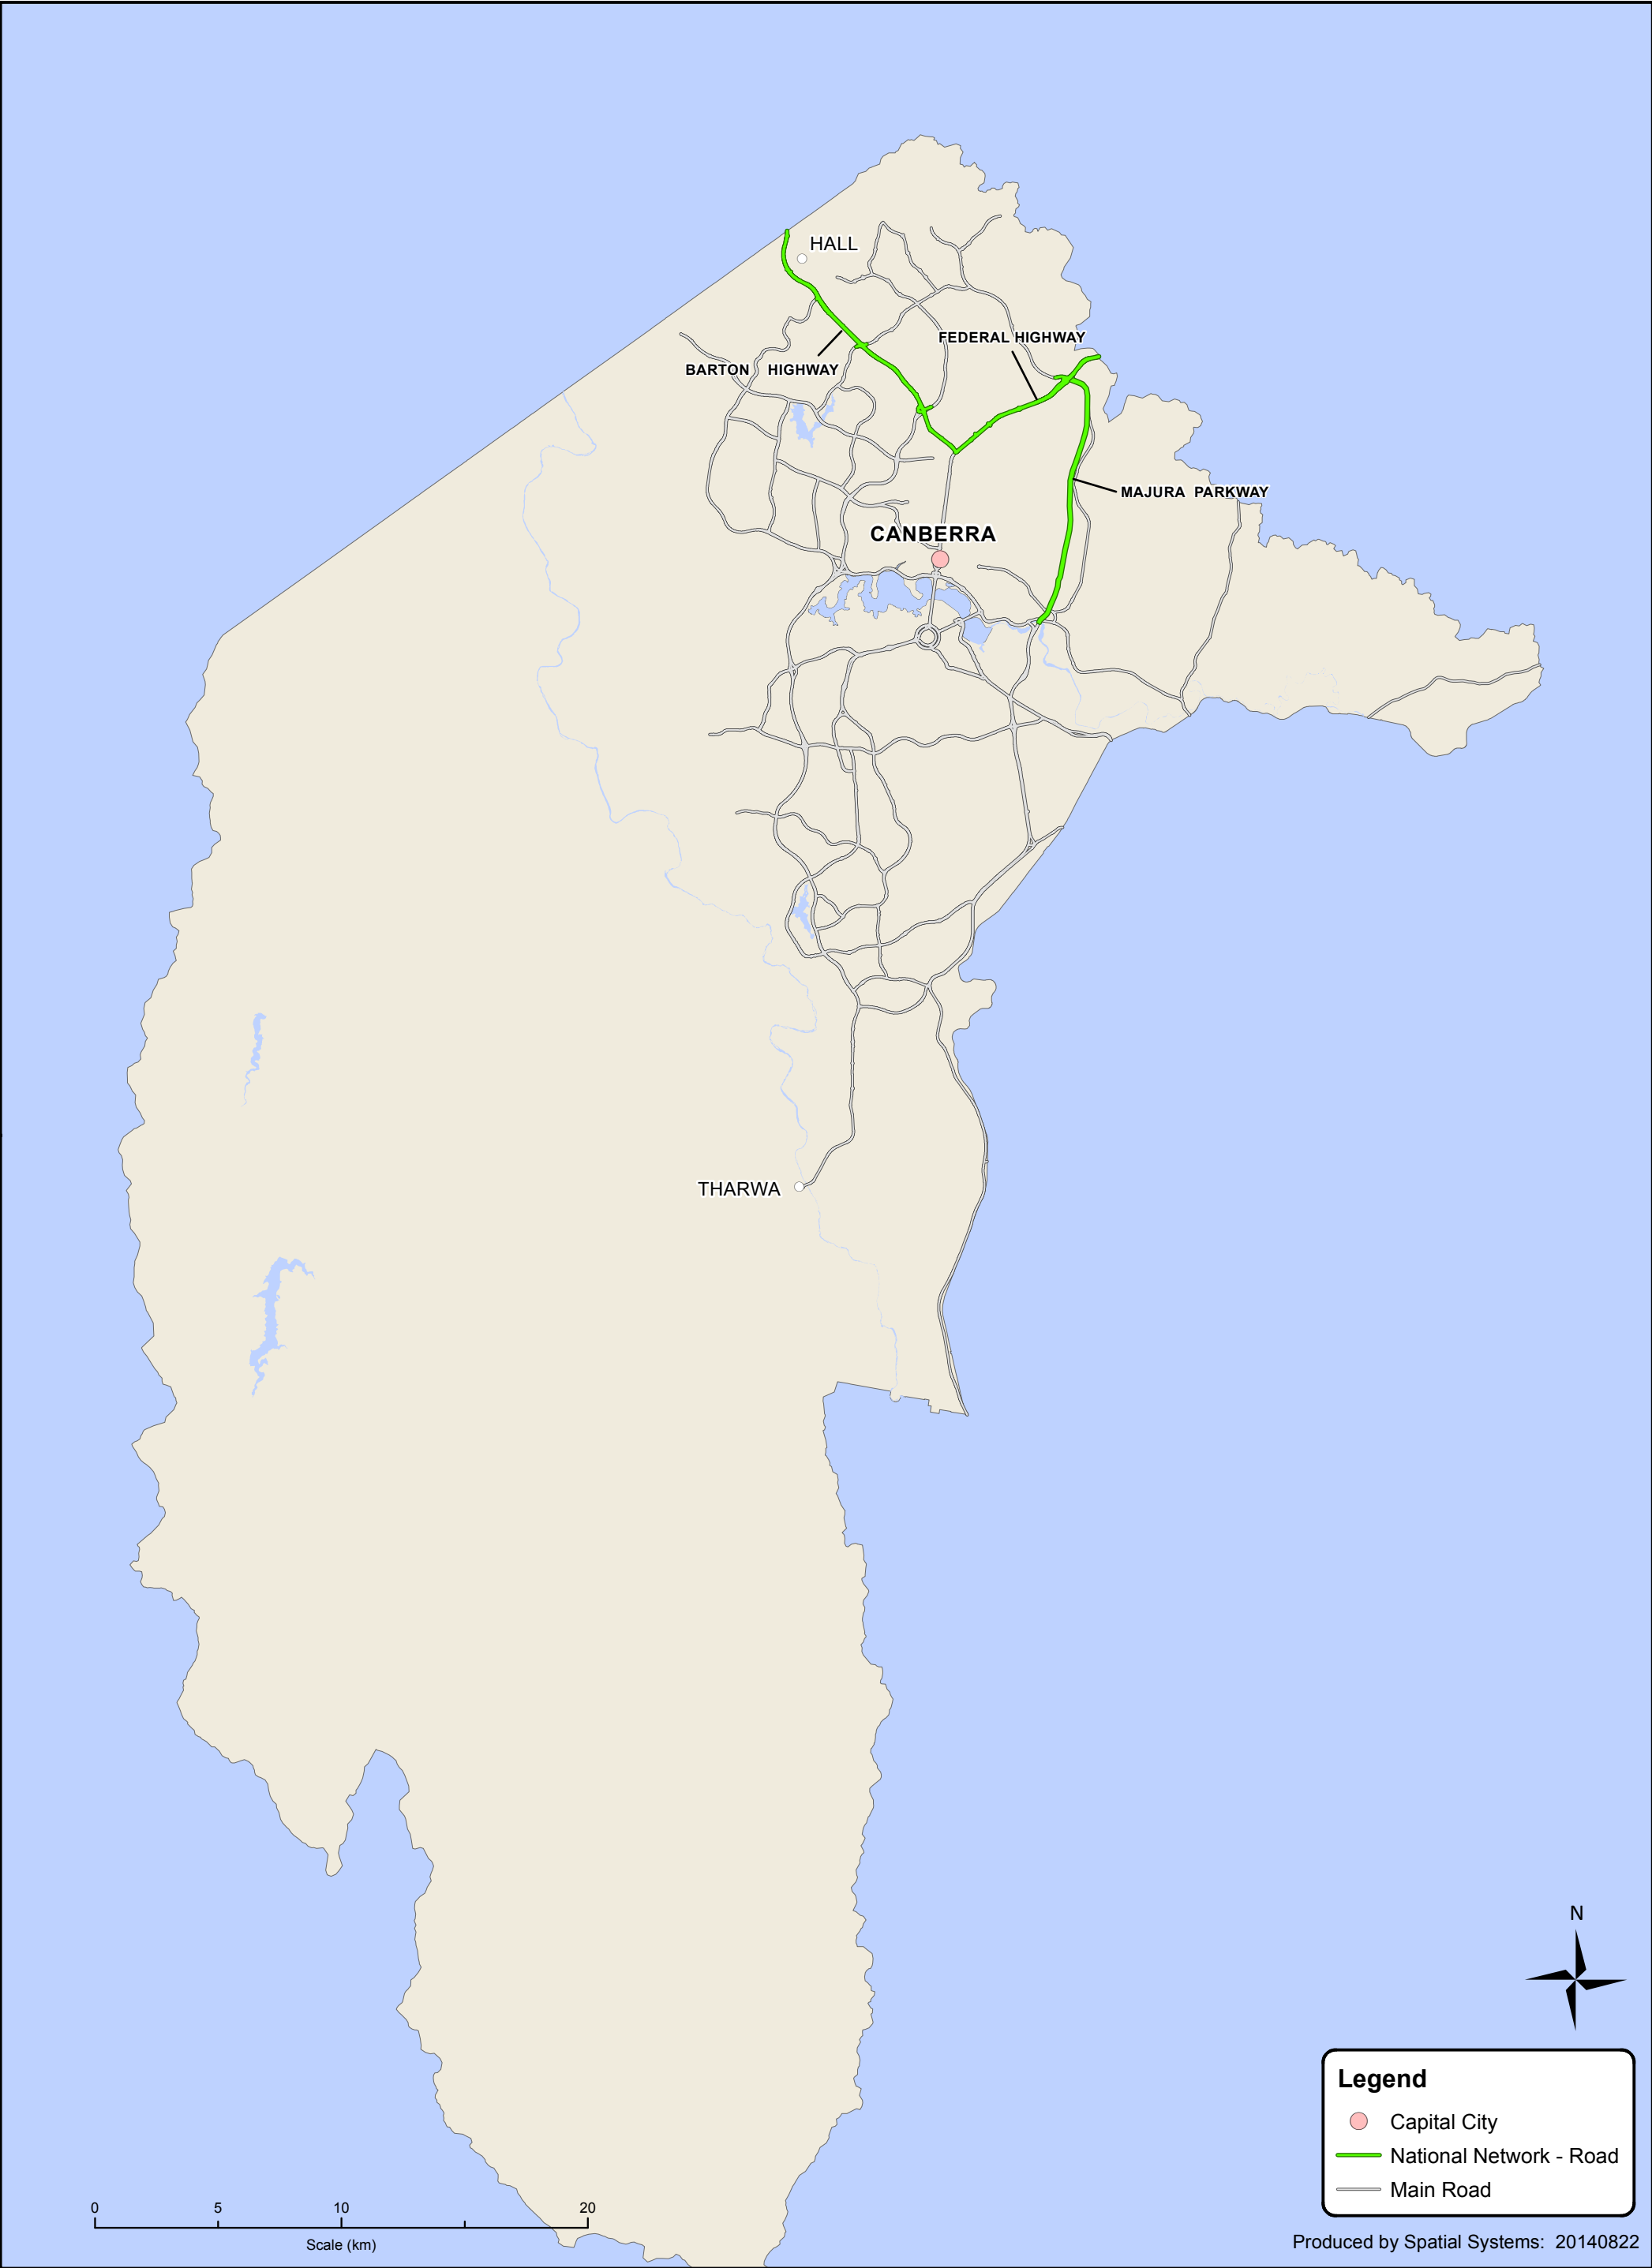 HALL
FEDERAL HIGHWAY
BARTON HIGHWAY
MAJURA PARKWAY
CANBERRA
THARWA
N
Legend
Capital City
National Network - Road
Main Road
0 5 10 20
Scale (km)
Produced by Spatial Systems: 20140822